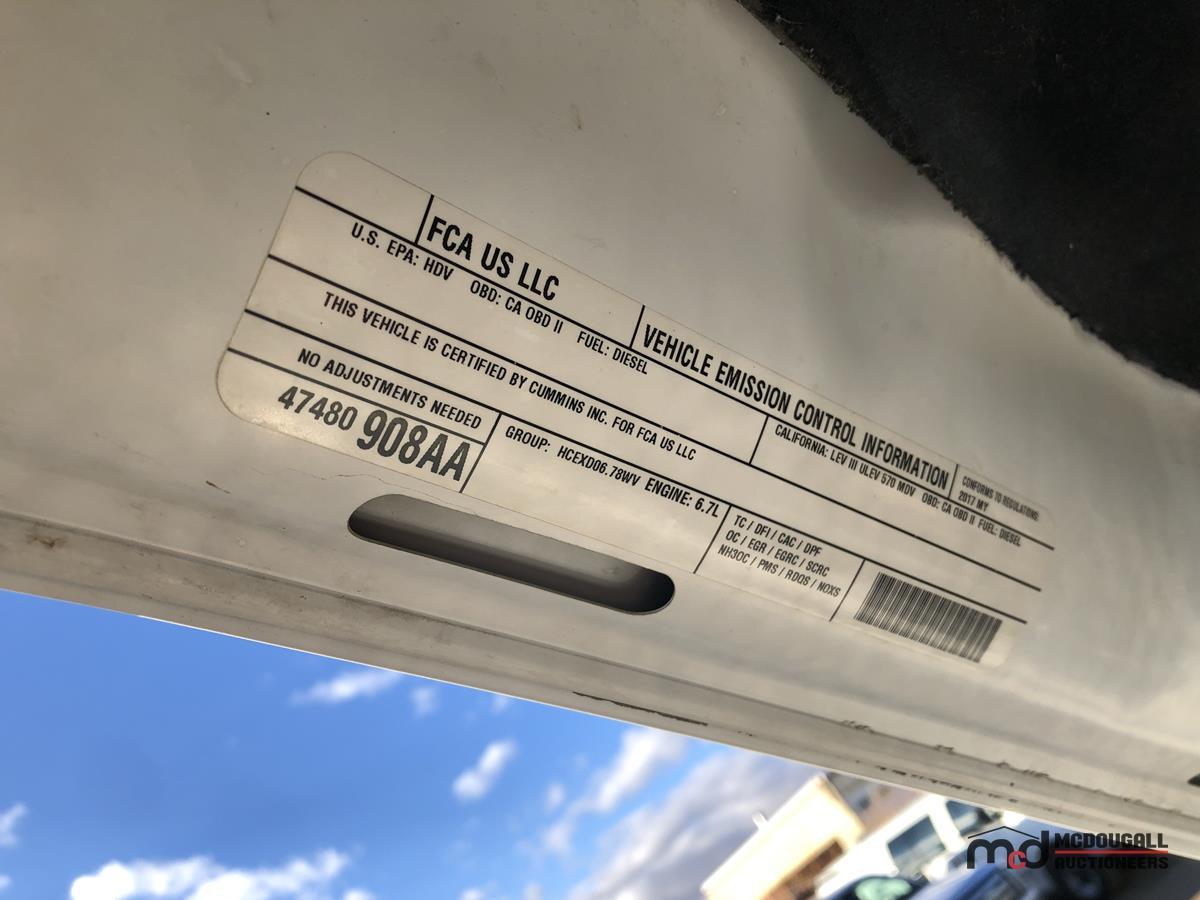 FCA US LLC
VEHICLE EMISSION CONTROL INFORMATION
CONFORMS TO REGULATIONS:
2017 MY
U.S. EPA: HDV OBD: CA OBD II FUEL: DIESEL
CALIFORNIA: LEV III ULEV 570 MDV OBD: CA OBD II FUEL: DIESEL
THIS VEHICLE IS CERTIFIED BY CUMMINS INC. FOR FCA US LLC
NO ADJUSTMENTS NEEDED
47480 908AA
GROUP: HCEXD06.78WV ENGINE: 6.7L
TC / DFI / CAC / DPF
OC / EGR / EGRC / SCRC
NH3OC / PMS / RDQS / NOXS
mcd MCDOUGALL
AUCTIONEERS